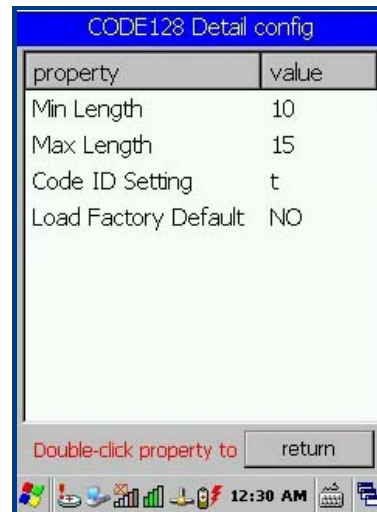 CODE128 Detail config
property value
Min Length 10
Max Length 15
Code ID Setting t
Load Factory Default NO
Double-click property to return
12:30 AM